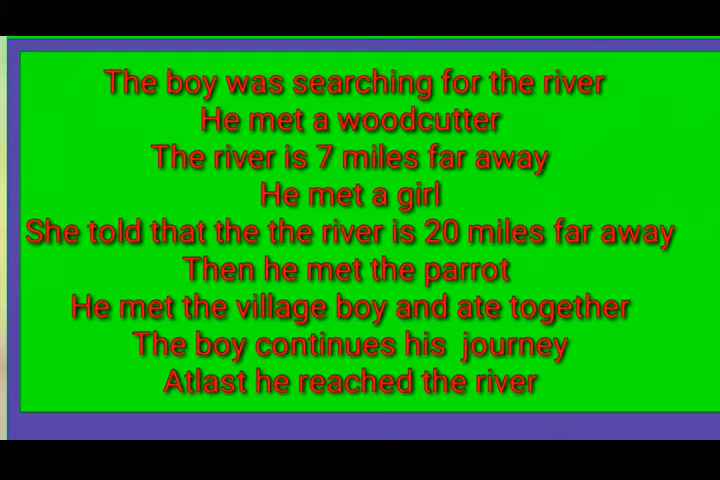 The boy was searching for the river
He met a woodcutter
The river is 7 miles far away
He met a girl
She told that the the river is 20 miles far away
Then he met the parrot
He met the village boy and ate together
The boy continues his  journey
Atlast he reached the river